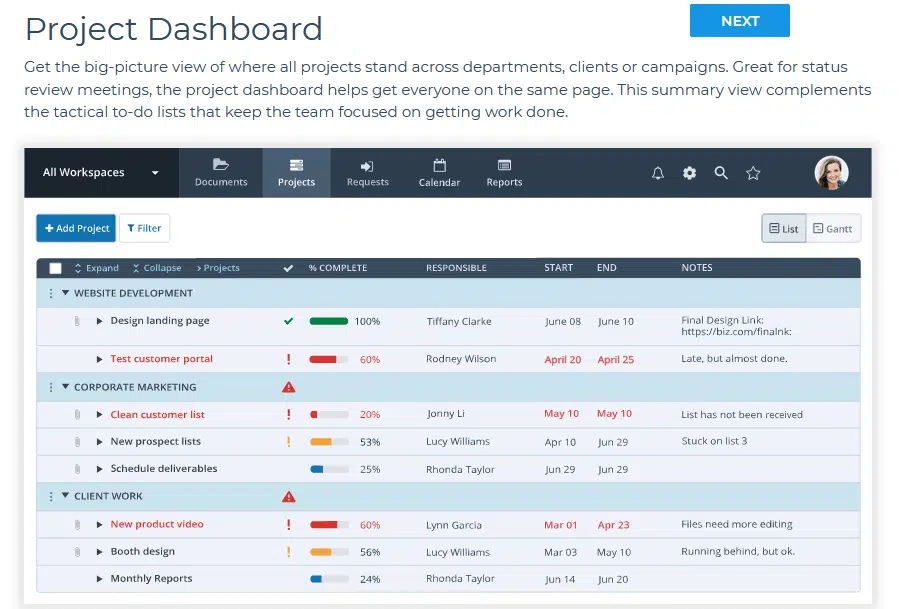 Project Dashboard
NEXT
Get the big-picture view of where all projects stand across departments, clients or campaigns. Great for status
review meetings, the project dashboard helps get everyone on the same page. This summary view complements
the tactical to-do lists that keep the team focused on getting work done.
All Workspaces Documents Projects Requests Calendar Reports
+ Add Project Filter List Gantt
Expand Collapse > Projects % COMPLETE RESPONSIBLE START END NOTES
WEBSITE DEVELOPMENT
Design landing page 100% Tiffany Clarke June 08 June 10 Final Design Link:
https://biz.com/finalnk:
Test customer portal ! 60% Rodney Wilson April 20 April 25 Late, but almost done.
CORPORATE MARKETING
Clean customer list ! 20% Jonny Li May 10 May 10 List has not been received
New prospect lists ! 53% Lucy Williams Apr 10 Jun 29 Stuck on list 3
Schedule deliverables 25% Rhonda Taylor Jun 29 Jun 29
CLIENT WORK
New product video ! 60% Lynn Garcia Mar 01 Apr 23 Files need more editing
Booth design ! 56% Lucy Williams Mar 03 May 10 Running behind, but ok.
Monthly Reports 24% Rhonda Taylor Jun 14 Jun 20